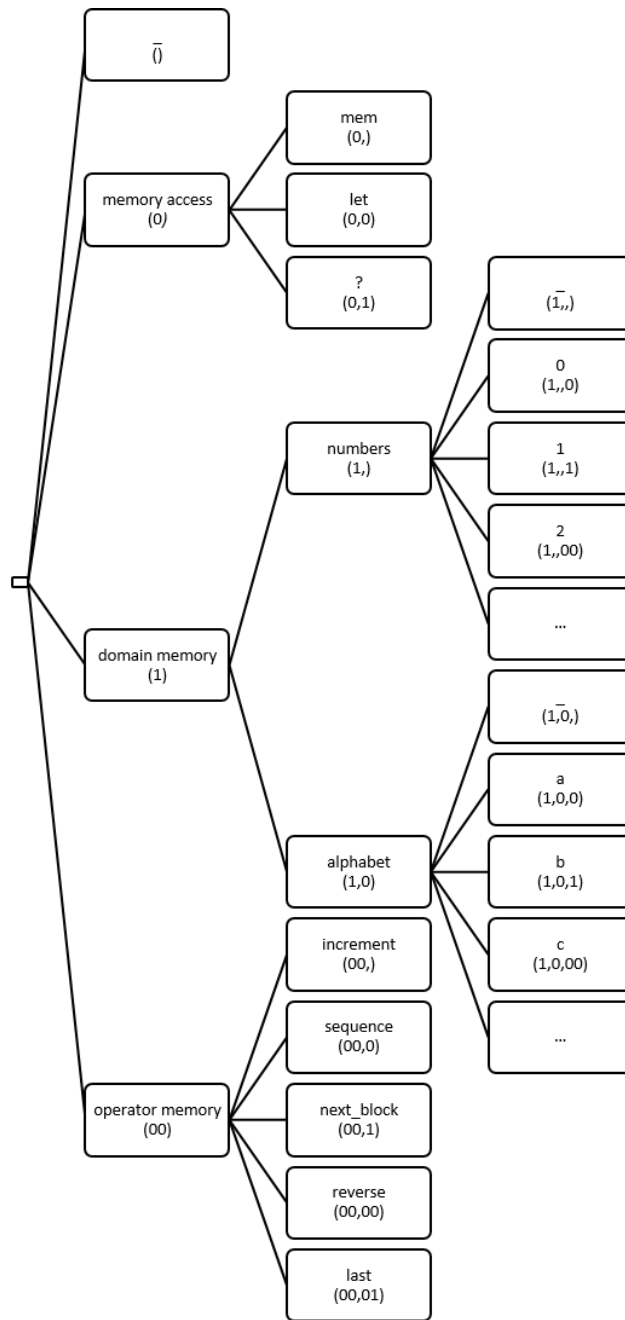 _
()
memory access
(0)
mem
(0,)
let
(0,0)
?
(0,1)
domain memory
(1)
numbers
(1,)
_
(1,,)
0
(1,,0)
1
(1,,1)
2
(1,,00)
...
alphabet
(1,0)
_
(1,0,)
a
(1,0,0)
b
(1,0,1)
c
(1,0,00)
...
operator memory
(00)
increment
(00,)
sequence
(00,0)
next_block
(00,1)
reverse
(00,00)
last
(00,01)